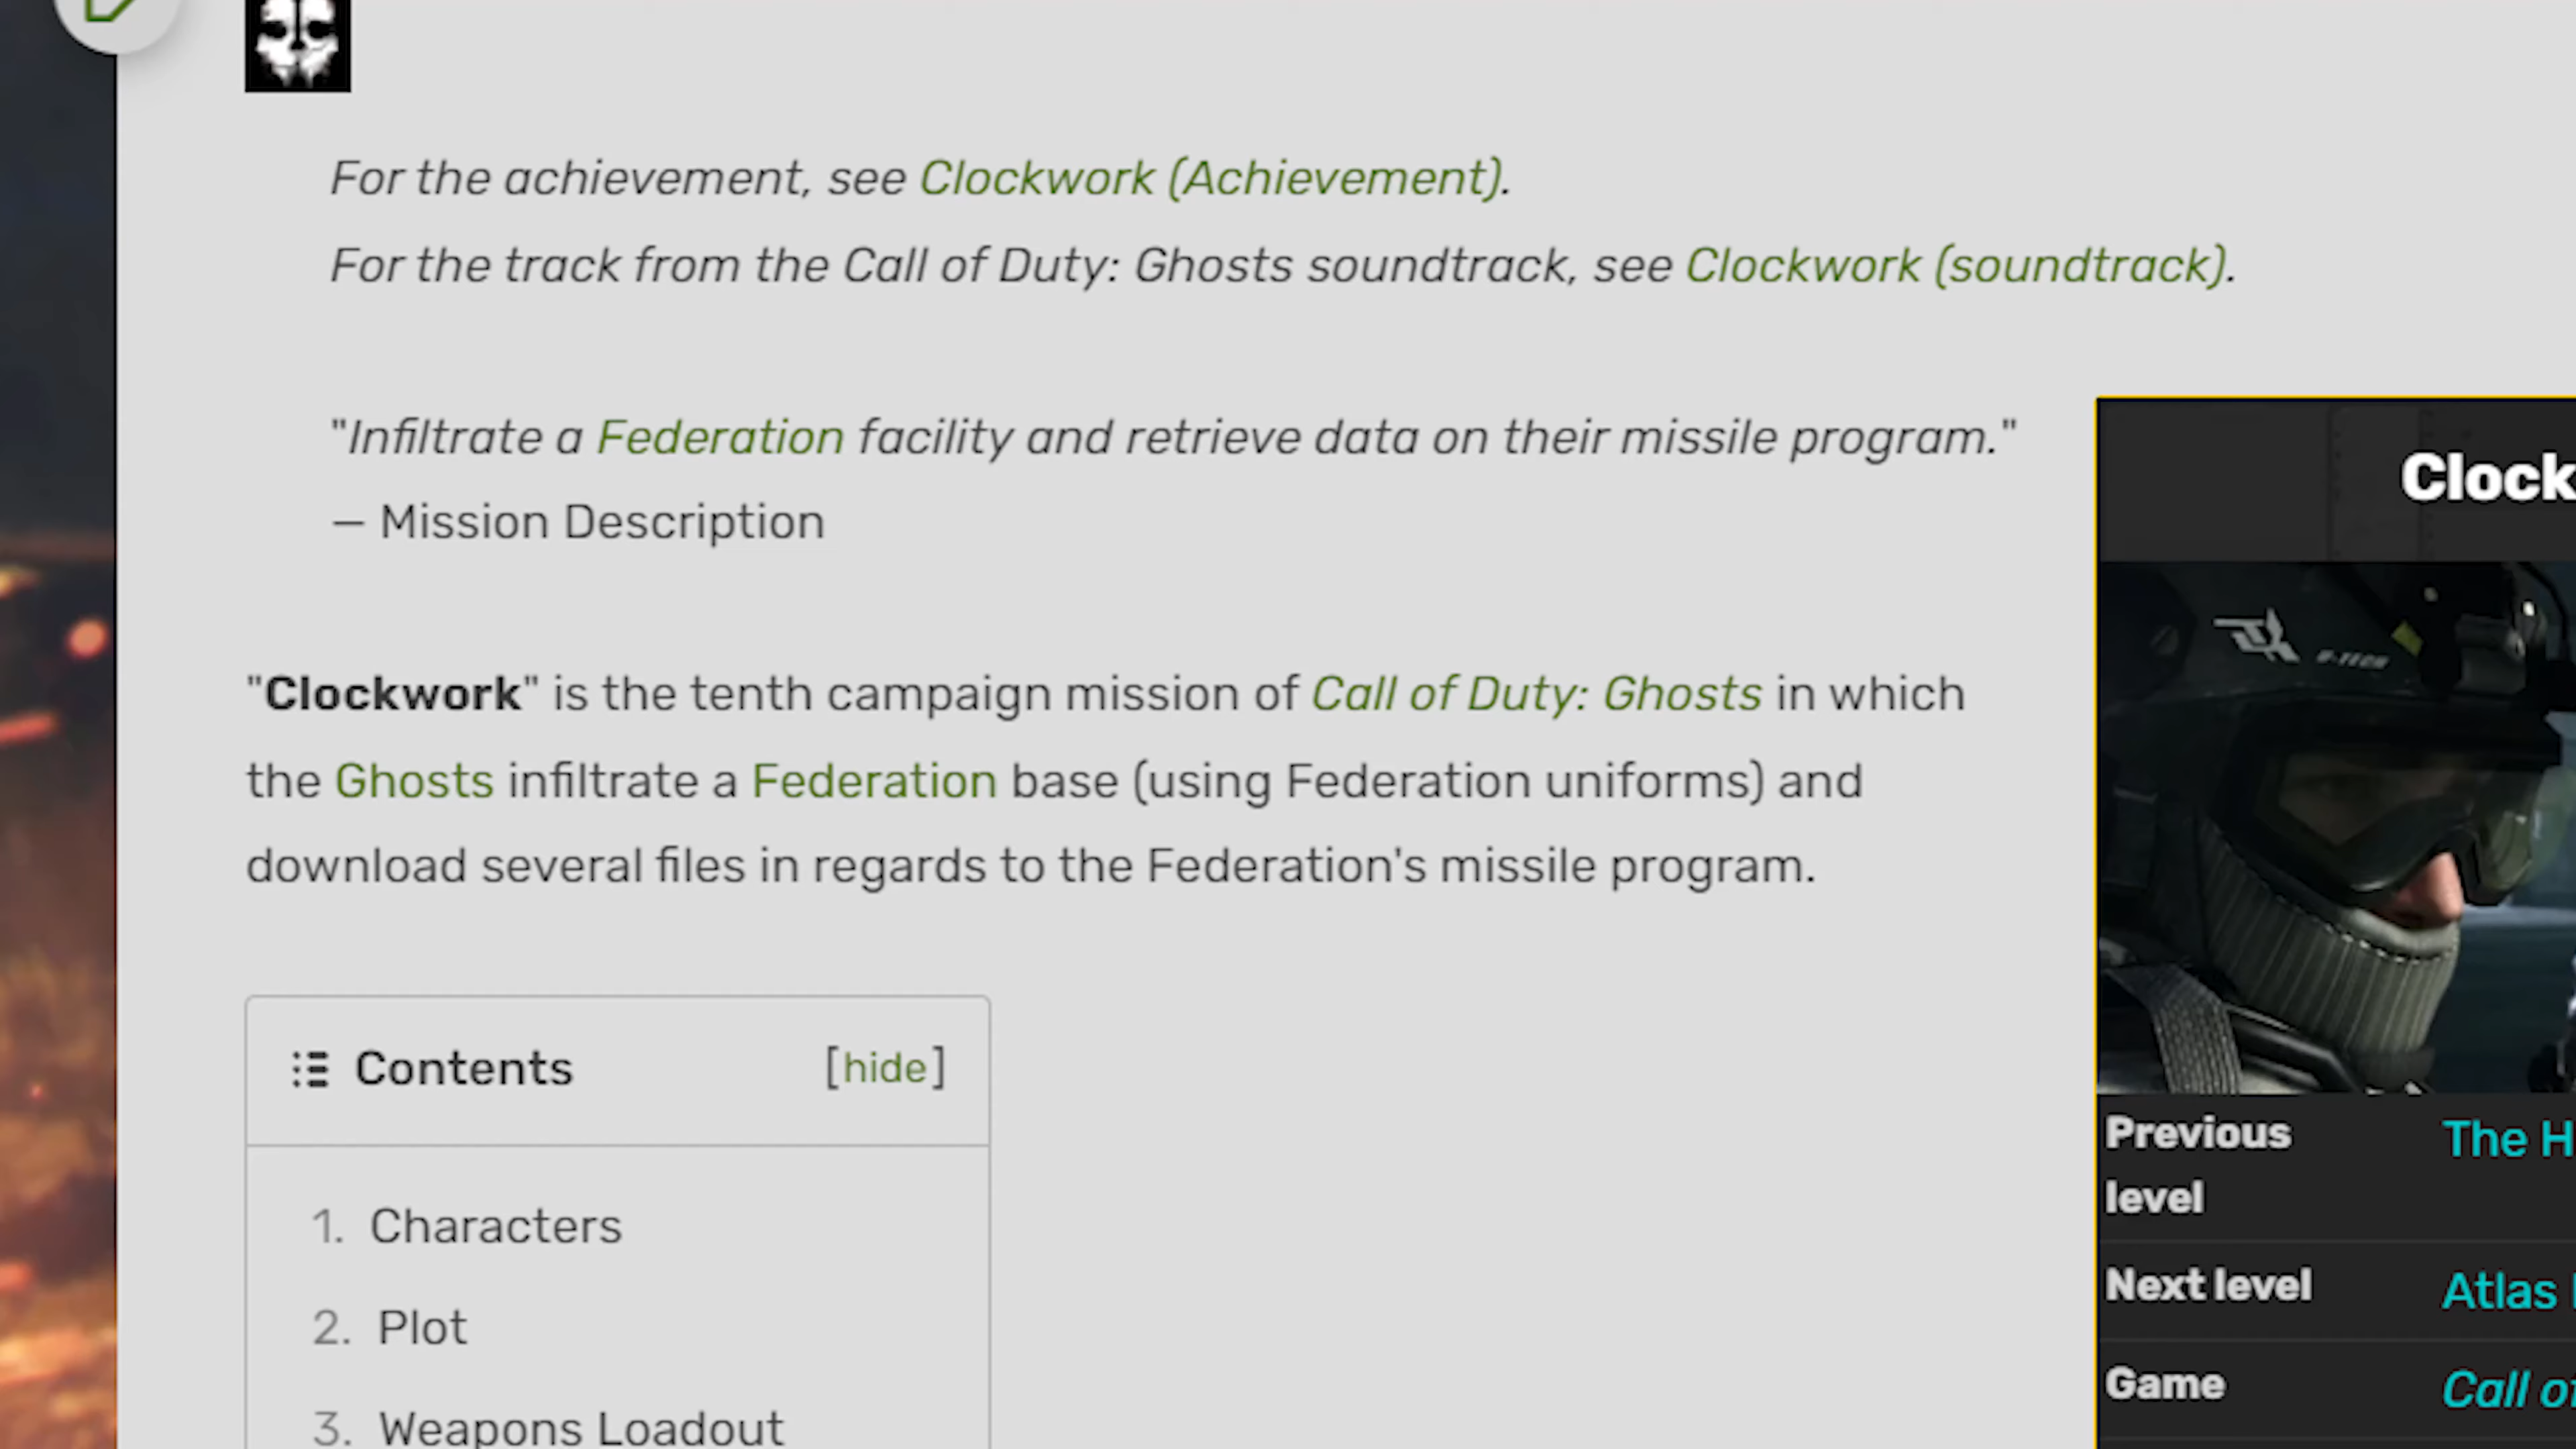 For the achievement, see Clockwork (Achievement).
For the track from the Call of Duty: Ghosts soundtrack, see Clockwork (soundtrack).
"Infiltrate a Federation facility and retrieve data on their missile program."
— Mission Description
"Clockwork" is the tenth campaign mission of Call of Duty: Ghosts in which
the Ghosts infiltrate a Federation base (using Federation uniforms) and
download several files in regards to the Federation's missile program.
Contents [hide]
1. Characters
2. Plot
3. Weapons Loadout
Clock
Previous level The H
Next level Atlas
Game Call of